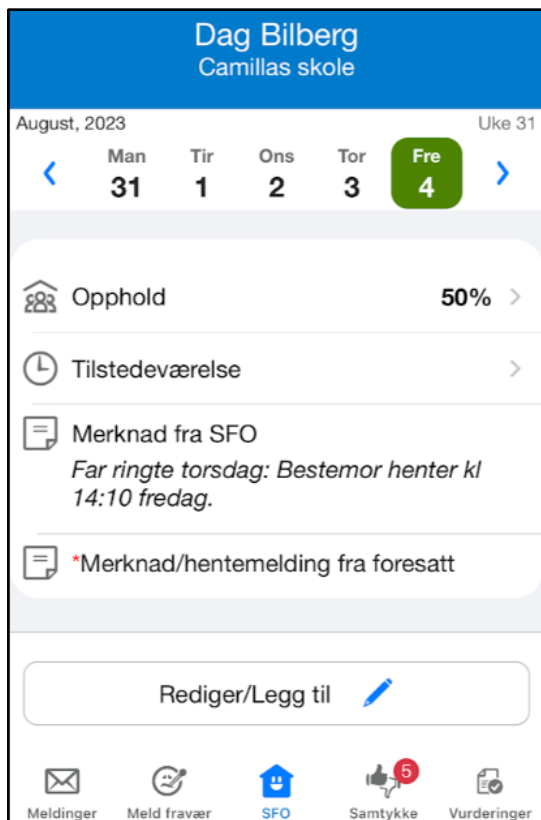 Dag Bilberg
Camillas skole
August, 2023 Uke 31
Man Tir Ons Tor Fre
31 1 2 3 4
Opphold 50%
Tilstedeværelse
Merknad fra SFO
Far ringte torsdag: Bestemor henter kl
14:10 fredag.
*Merknad/hentemelding fra foresatt
Rediger/Legg til
5
Meldinger Meld fravær SFO Samtykke Vurderinger